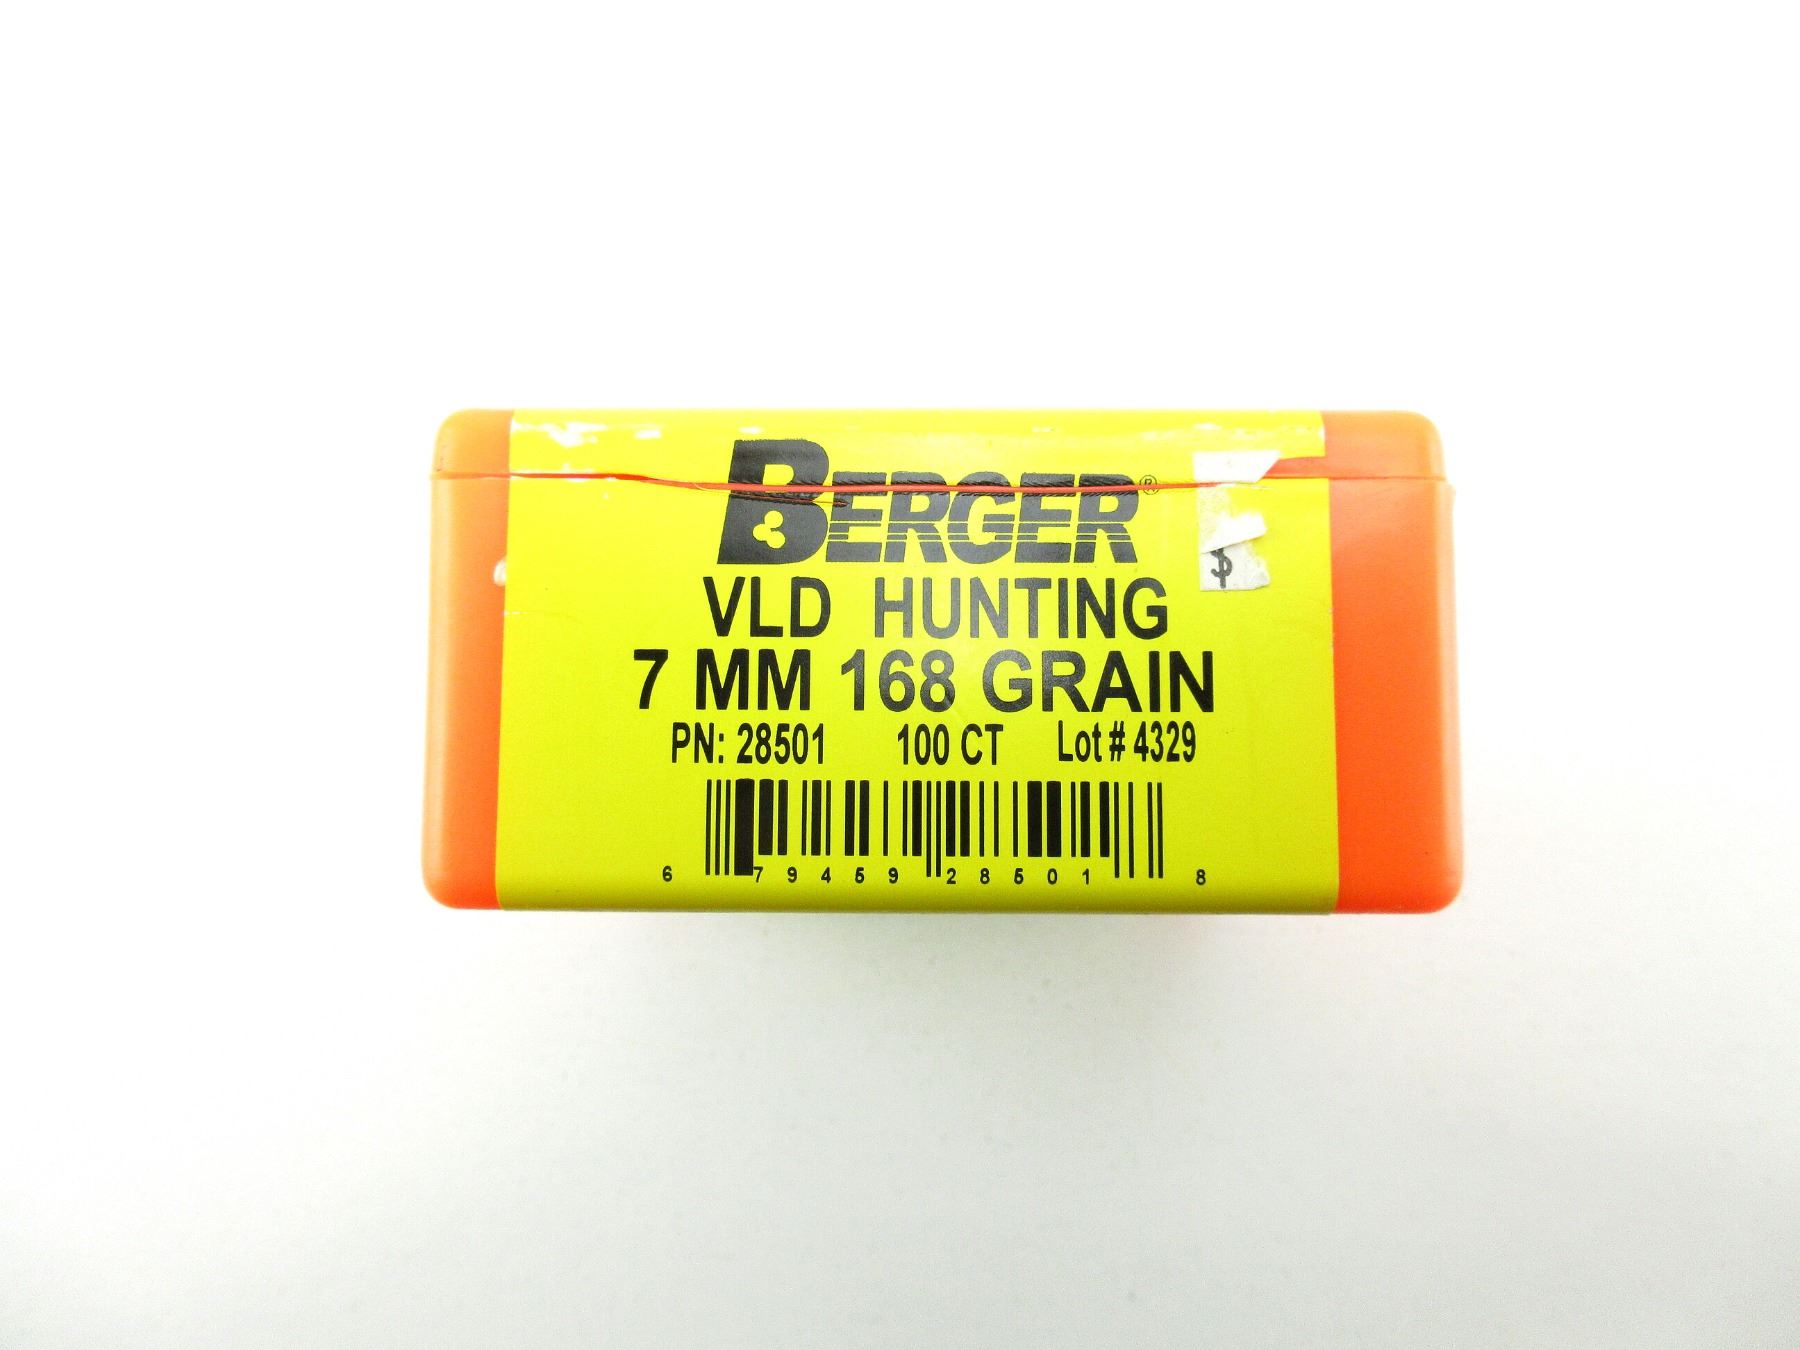 BERGER®
$
VLD HUNTING
7 MM 168 GRAIN
PN: 28501 100 CT Lot # 4329
6 79459 28501 8